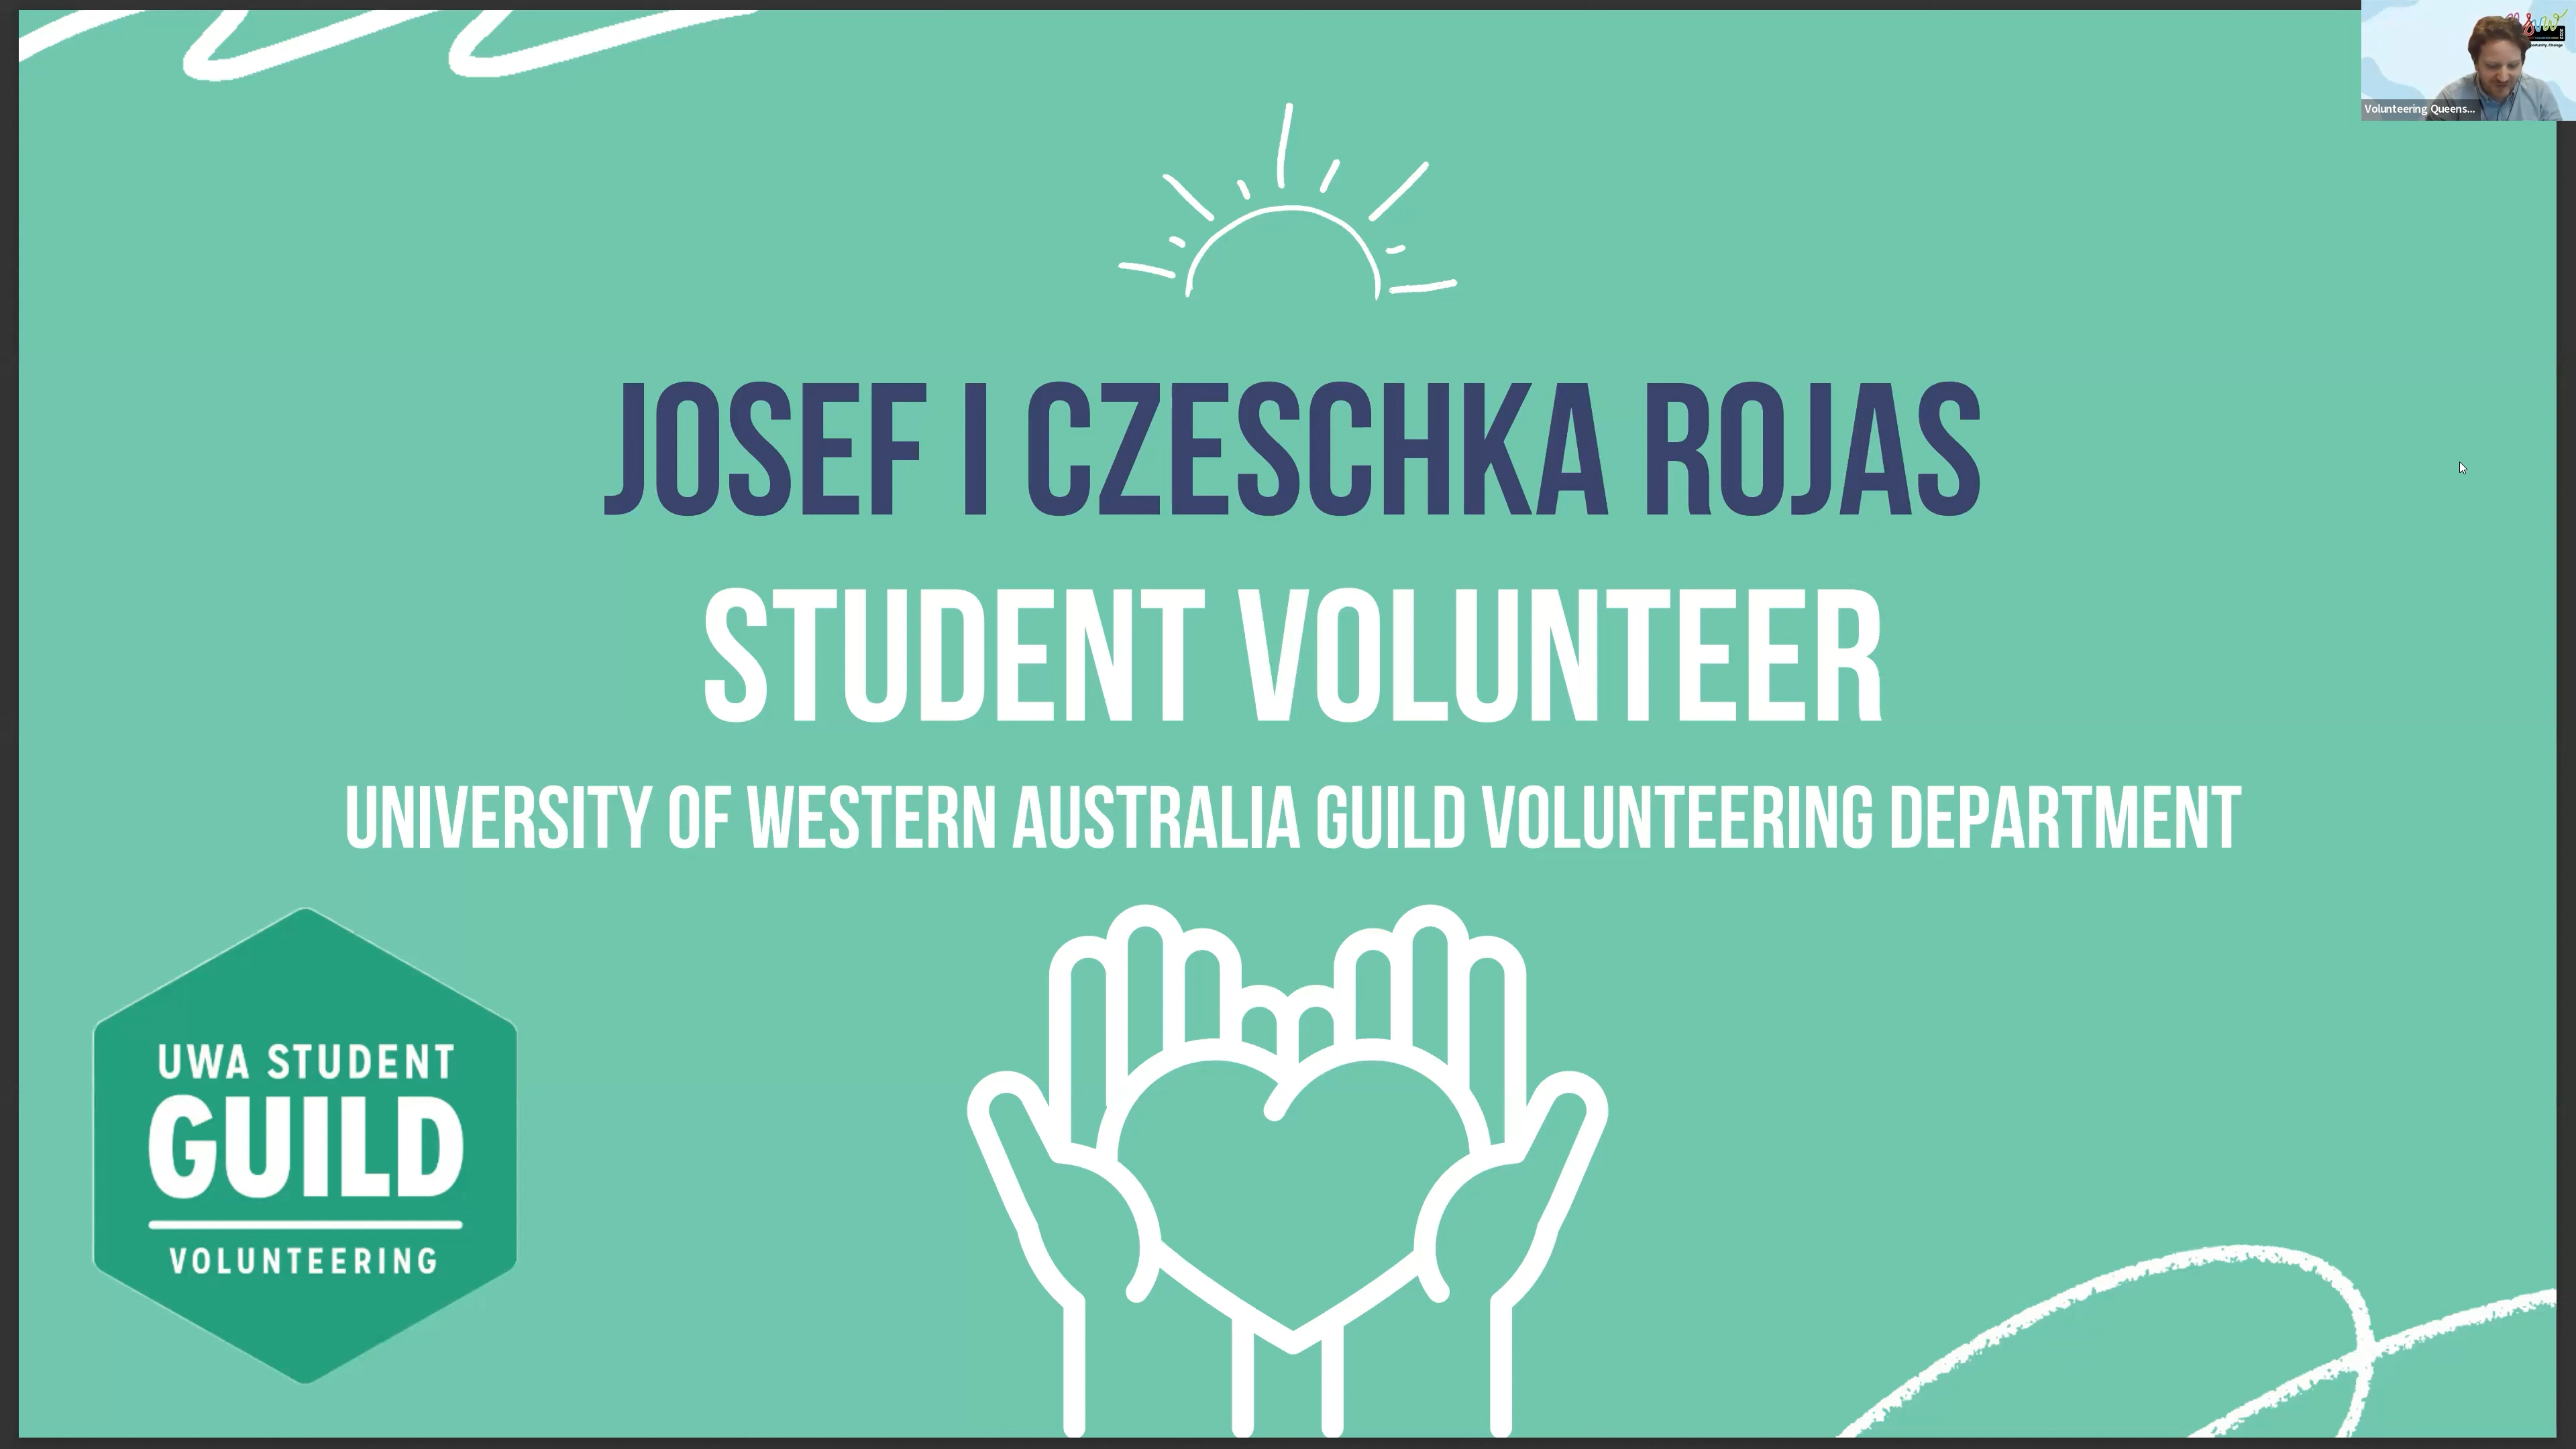 Volunteering Queens...
JOSEF I CZESCHKA ROJAS
STUDENT VOLUNTEER
UNIVERSITY OF WESTERN AUSTRALIA GUILD VOLUNTEERING DEPARTMENT
UWA STUDENT
GUILD
VOLUNTEERING